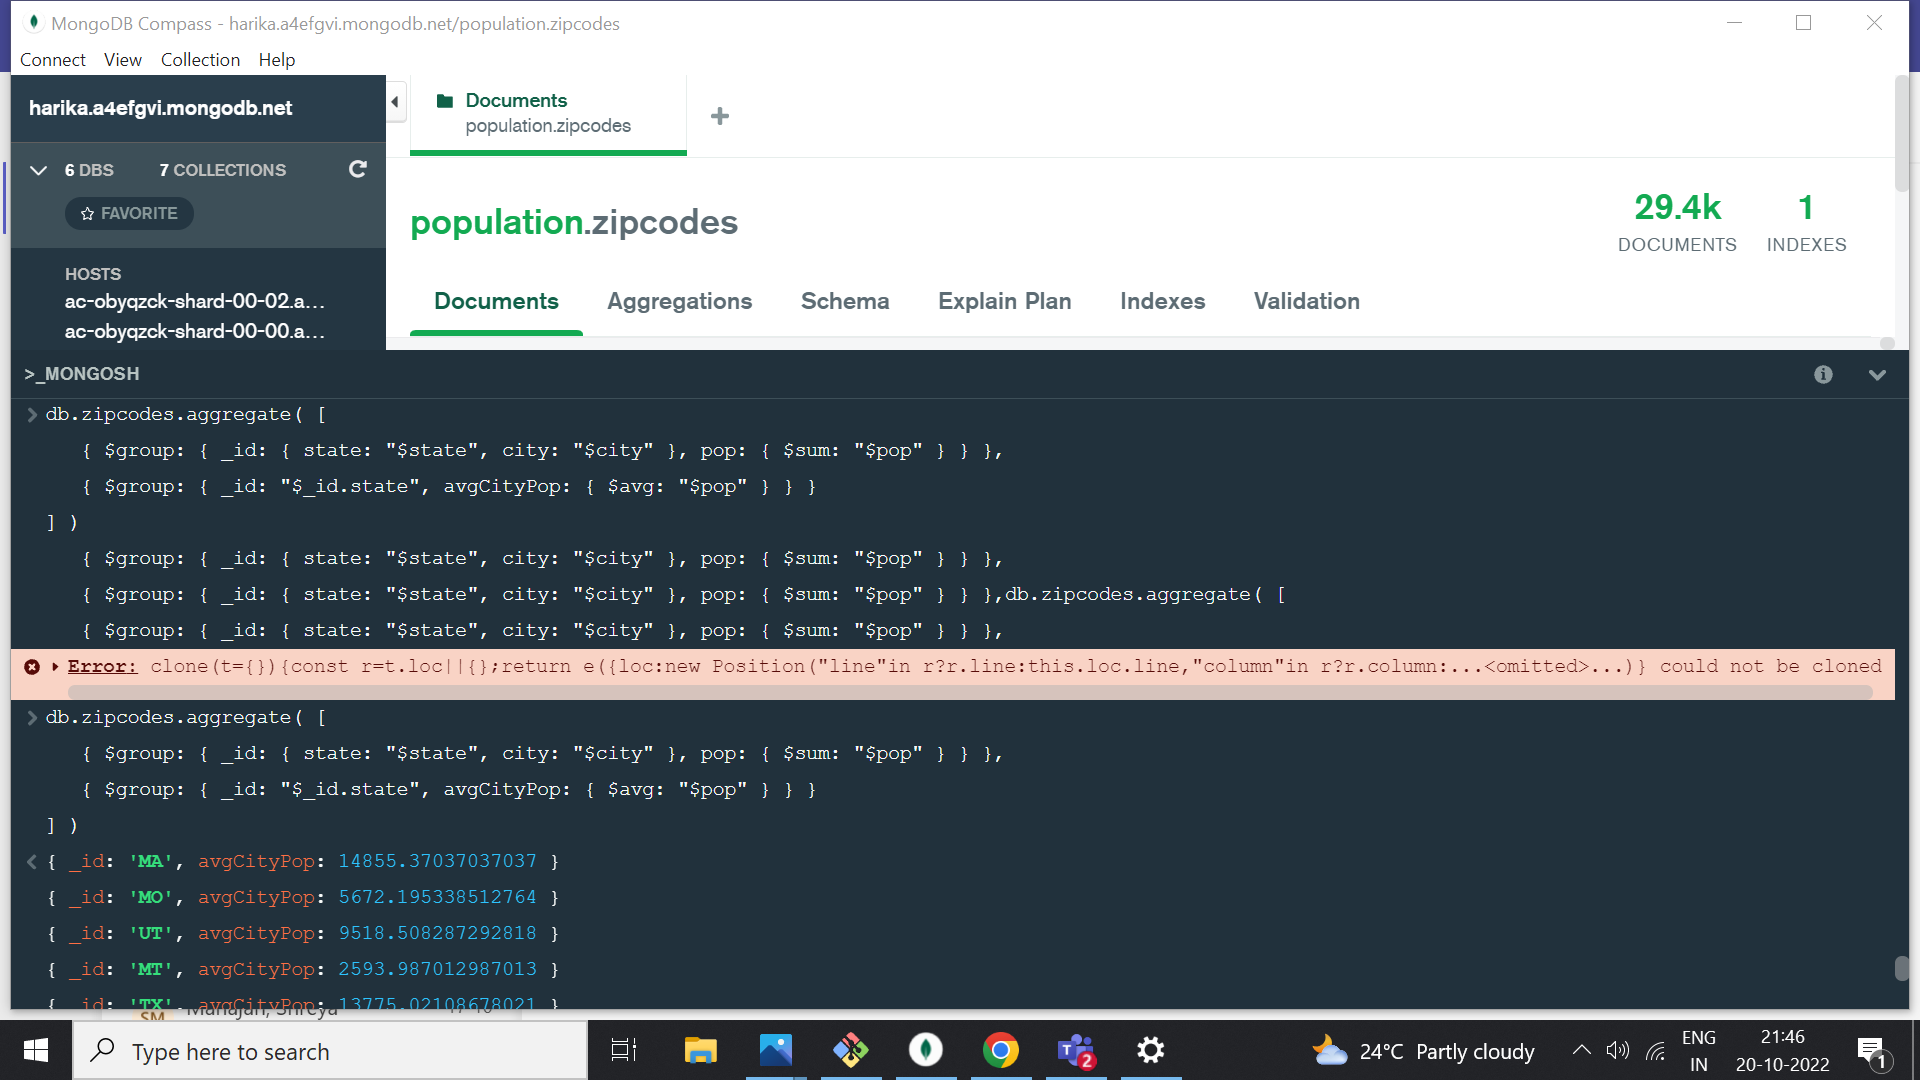 MongoDB Compass - harika.a4efgvi.mongodb.net/population.zipcodes
Connect View Collection Help
harika.a4efgvi.mongodb.net
Documents
population.zipcodes
6 DBS 7 COLLECTIONS
FAVORITE
population.zipcodes
29.4k
DOCUMENTS
1
INDEXES
HOSTS
ac-obyqzck-shard-00-02.a...
ac-obyqzck-shard-00-00.a...
Documents Aggregations Schema Explain Plan Indexes Validation
>_MONGOSH
db.zipcodes.aggregate( [
{ $group: { _id: { state: "$state", city: "$city" }, pop: { $sum: "$pop" } } },
{ $group: { _id: "$_id.state", avgCityPop: { $avg: "$pop" } } }
] )
{ $group: { _id: { state: "$state", city: "$city" }, pop: { $sum: "$pop" } } },
{ $group: { _id: { state: "$state", city: "$city" }, pop: { $sum: "$pop" } } },db.zipcodes.aggregate( [
{ $group: { _id: { state: "$state", city: "$city" }, pop: { $sum: "$pop" } } },
Error: clone(t={}){const r=t.loc||{};return e({loc:new Position("line"in r?r.line:this.loc.line,"column"in r?r.column:...<omitted>...)} could not be cloned
db.zipcodes.aggregate( [
{ $group: { _id: { state: "$state", city: "$city" }, pop: { $sum: "$pop" } } },
{ $group: { _id: "$_id.state", avgCityPop: { $avg: "$pop" } } }
] )
{ _id: 'MA', avgCityPop: 14855.37037037037 }
{ _id: 'MO', avgCityPop: 5672.195338512764 }
{ _id: 'UT', avgCityPop: 9518.508287292818 }
{ _id: 'MT', avgCityPop: 2593.987012987013 }
{ _id: 'TX', avgCityPop: 13775.02108678021 }
SM Mahajan, Shreya
Type here to search
2
24°C Partly cloudy
ENG
IN
21:46
20-10-2022
1